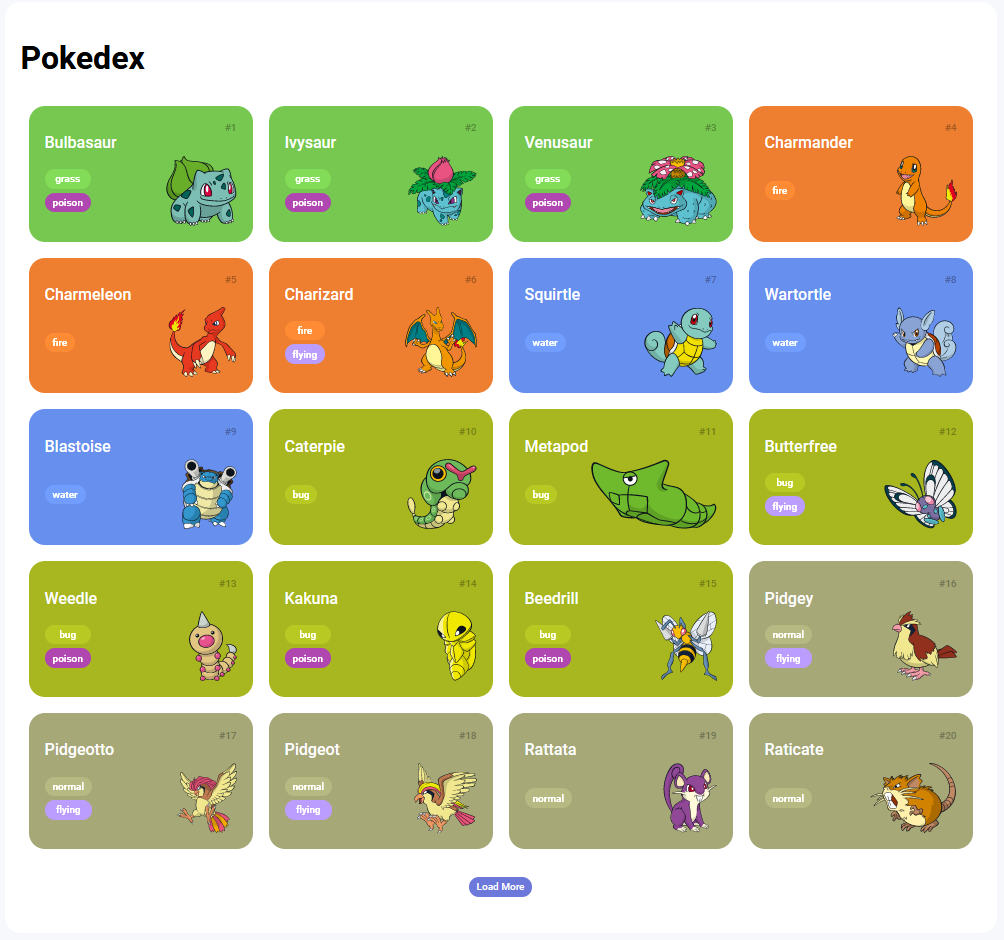 Pokedex
#1
Bulbasaur
grass
poison
#2
Ivysaur
grass
poison
#3
Venusaur
grass
poison
#4
Charmander
fire
#5
Charmeleon
fire
#6
Charizard
fire
flying
#7
Squirtle
water
#8
Wartortle
water
#9
Blastoise
water
#10
Caterpie
bug
#11
Metapod
bug
#12
Butterfree
bug
flying
#13
Weedle
bug
poison
#14
Kakuna
bug
poison
#15
Beedrill
bug
poison
#16
Pidgey
normal
flying
#17
Pidgeotto
normal
flying
#18
Pidgeot
normal
flying
#19
Rattata
normal
#20
Raticate
normal
Load More